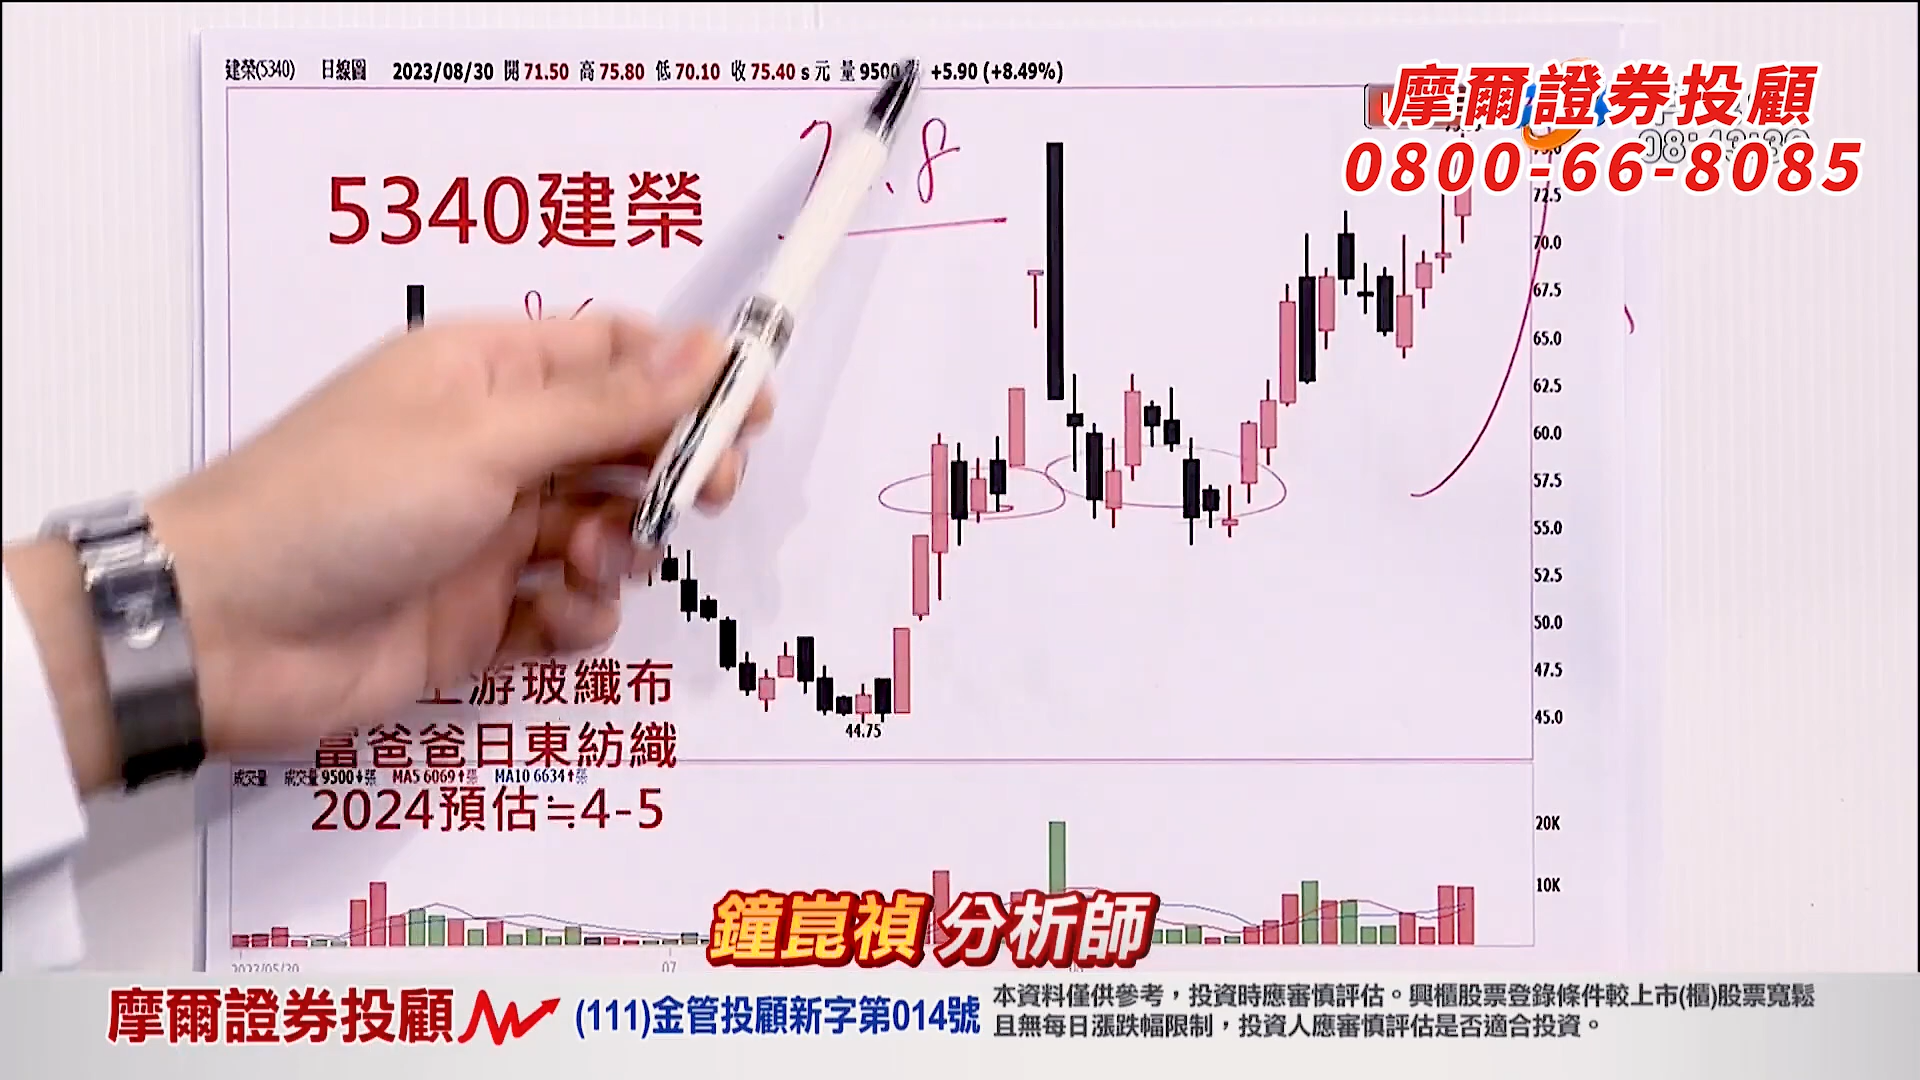 建榮(5340) 日線圖 2023/08/30 開 71.50 高 75.80 低 70.10 收 75.40 s 元 量 9500 +5.90 (+8.49%)
摩爾證券投顧
0800-66-8085
5340建榮
.8
72.5
70.0
67.5
65.0
62.5
60.0
57.5
55.0
52.5
50.0
47.5
45.0
44.75
上游玻纖布
富爸爸日東紡織
成交量 成交量 9500↓張 MA5 6069↑張 MA10 6634↑張
2024預估≒4-5
20K
10K
鐘崑禎 分析師
2023/05/30 07
摩爾證券投顧 (111)金管投顧新字第014號
本資料僅供參考，投資時應審慎評估。興櫃股票登錄條件較上市(櫃)股票寬鬆
且無每日漲跌幅限制，投資人應審慎評估是否適合投資。